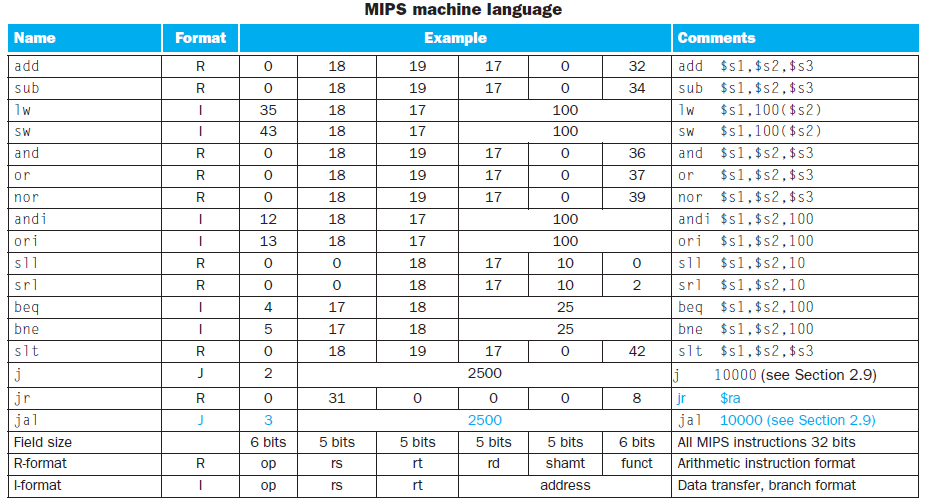 MIPS machine language
Name Format Example Comments
add R 0 18 19 17 0 32 add $s1,$s2,$s3
sub R 0 18 19 17 0 34 sub $s1,$s2,$s3
lw I 35 18 17 100 lw $s1,100($s2)
sw I 43 18 17 100 sw $s1,100($s2)
and R 0 18 19 17 0 36 and $s1,$s2,$s3
or R 0 18 19 17 0 37 or $s1,$s2,$s3
nor R 0 18 19 17 0 39 nor $s1,$s2,$s3
andi I 12 18 17 100 andi $s1,$s2,100
ori I 13 18 17 100 ori $s1,$s2,100
sll R 0 0 18 17 10 0 sll $s1,$s2,10
srl R 0 0 18 17 10 2 srl $s1,$s2,10
beq I 4 17 18 25 beq $s1,$s2,100
bne I 5 17 18 25 bne $s1,$s2,100
slt R 0 18 19 17 0 42 slt $s1,$s2,$s3
j J 2 2500 j 10000 (see Section 2.9)
jr R 0 31 0 0 0 8 jr $ra
jal J 3 2500 jal 10000 (see Section 2.9)
Field size 6 bits 5 bits 5 bits 5 bits 5 bits 6 bits All MIPS instructions 32 bits
R-format R op rs rt rd shamt funct Arithmetic instruction format
I-format I op rs rt address Data transfer, branch format